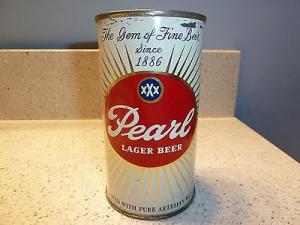 The Gem of Fine Beer
Since
1886
XXX
Pearl
LAGER BEER
WITH PURE ARTESIAN